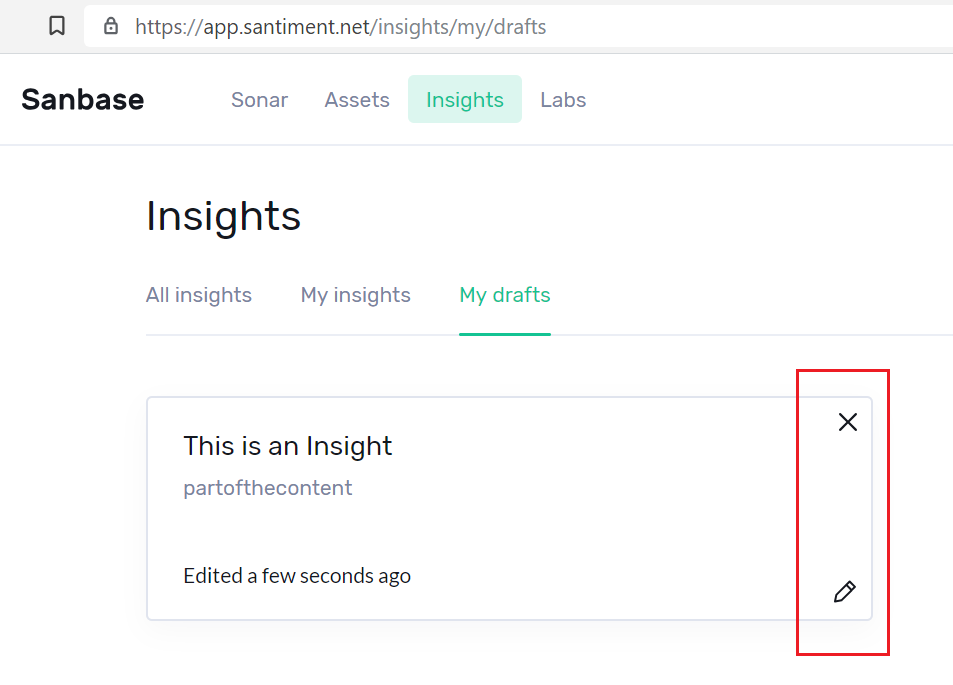 https://app.santiment.net/insights/my/drafts
Sanbase Sonar Assets Insights Labs
Insights
All insights My insights My drafts
This is an Insight
partofthecontent
Edited a few seconds ago